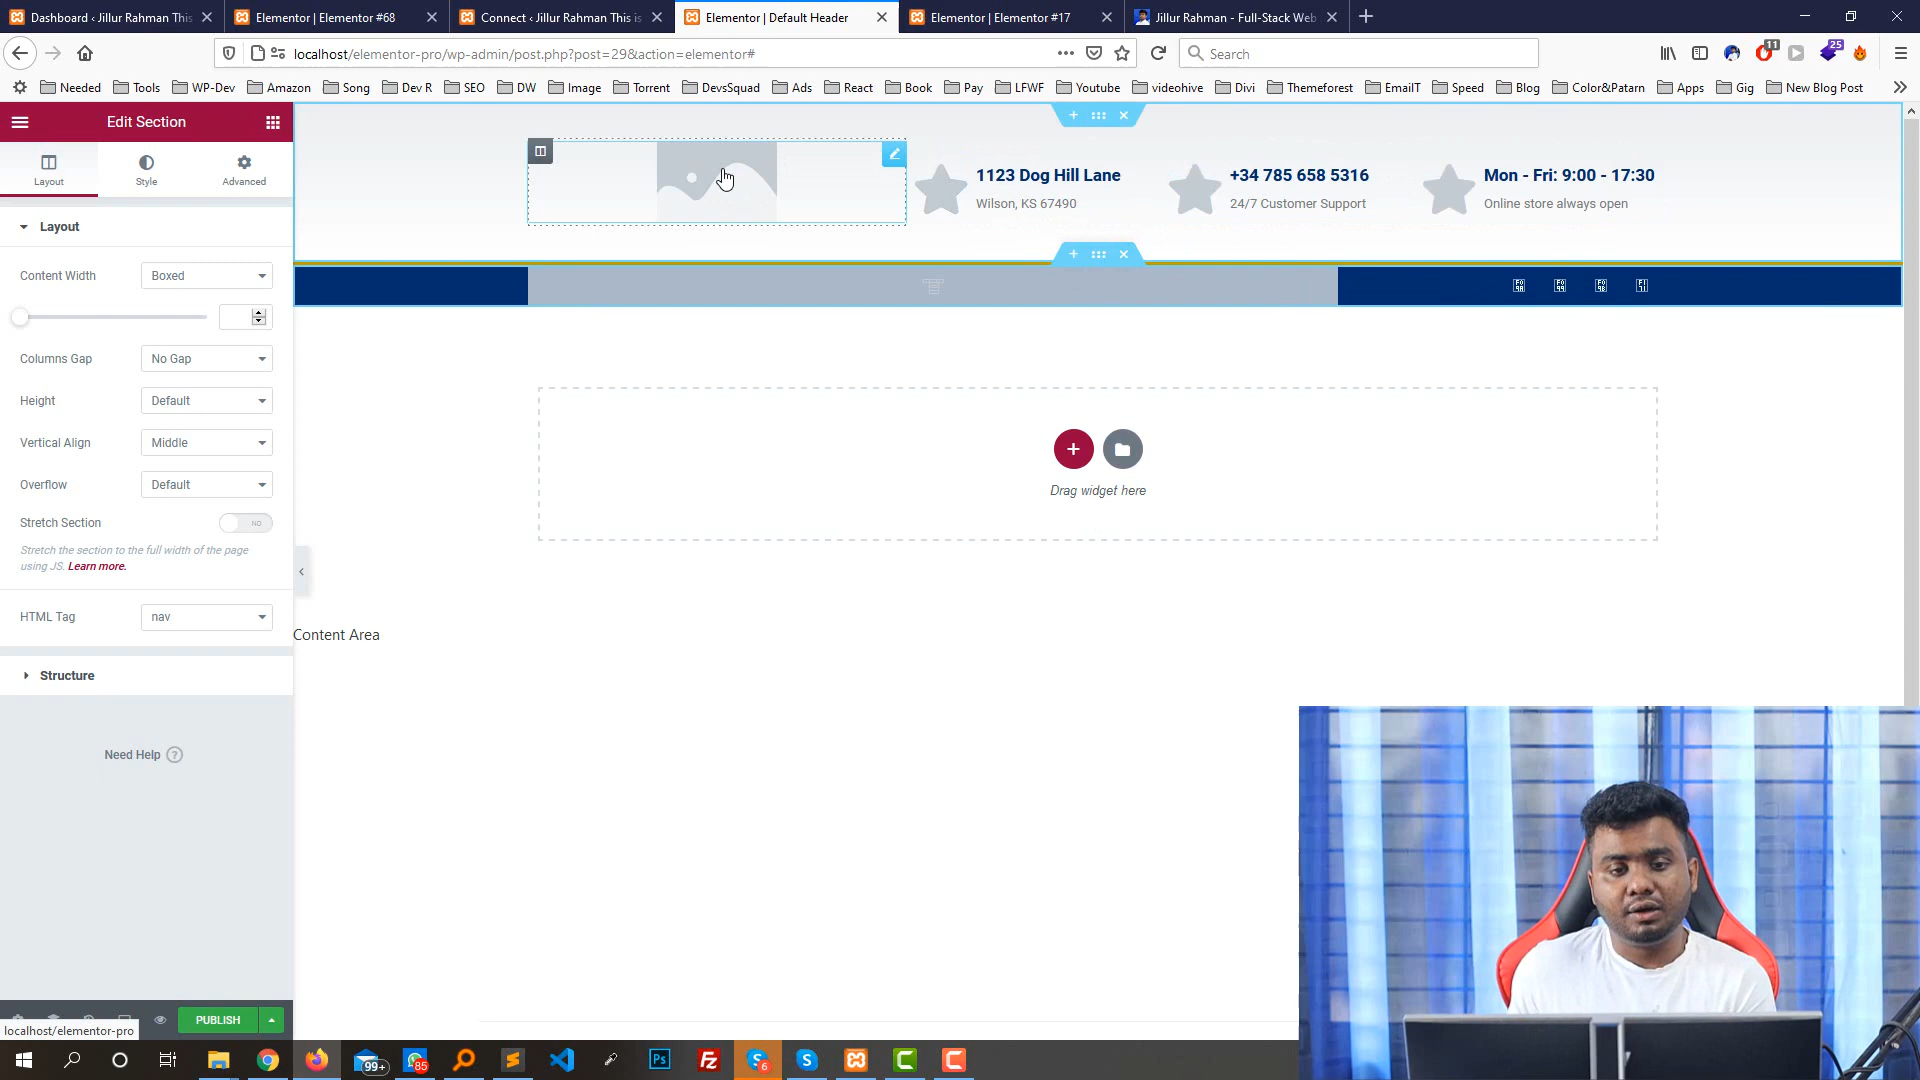 Dashboard ‹ Jillur Rahman This
Elementor | Elementor #68
Connect ‹ Jillur Rahman This is
Elementor | Default Header
Elementor | Elementor #17
Jillur Rahman - Full-Stack Web
localhost/elementor-pro/wp-admin/post.php?post=29&action=elementor#
Search
11
25
Needed
Tools
WP-Dev
Amazon
Song
Dev R
SEO
DW
Image
Torrent
DevsSquad
Ads
React
Book
Pay
LFWF
Youtube
videohive
Divi
Themeforest
EmailT
Speed
Blog
Color&Patarn
Apps
Gig
New Blog Post
Edit Section
Layout
Style
Advanced
Layout
Content Width
Boxed
Columns Gap
No Gap
Height
Default
Vertical Align
Middle
Overflow
Default
Stretch Section
NO
Stretch the section to the full width of the page
using JS. Learn more.
HTML Tag
nav
Structure
Need Help
PUBLISH
localhost/elementor-pro
1123 Dog Hill Lane
Wilson, KS 67490
+34 785 658 5316
24/7 Customer Support
Mon - Fri: 9:00 - 17:30
Online store always open
Drag widget here
Content Area
99+
85
Ps
6